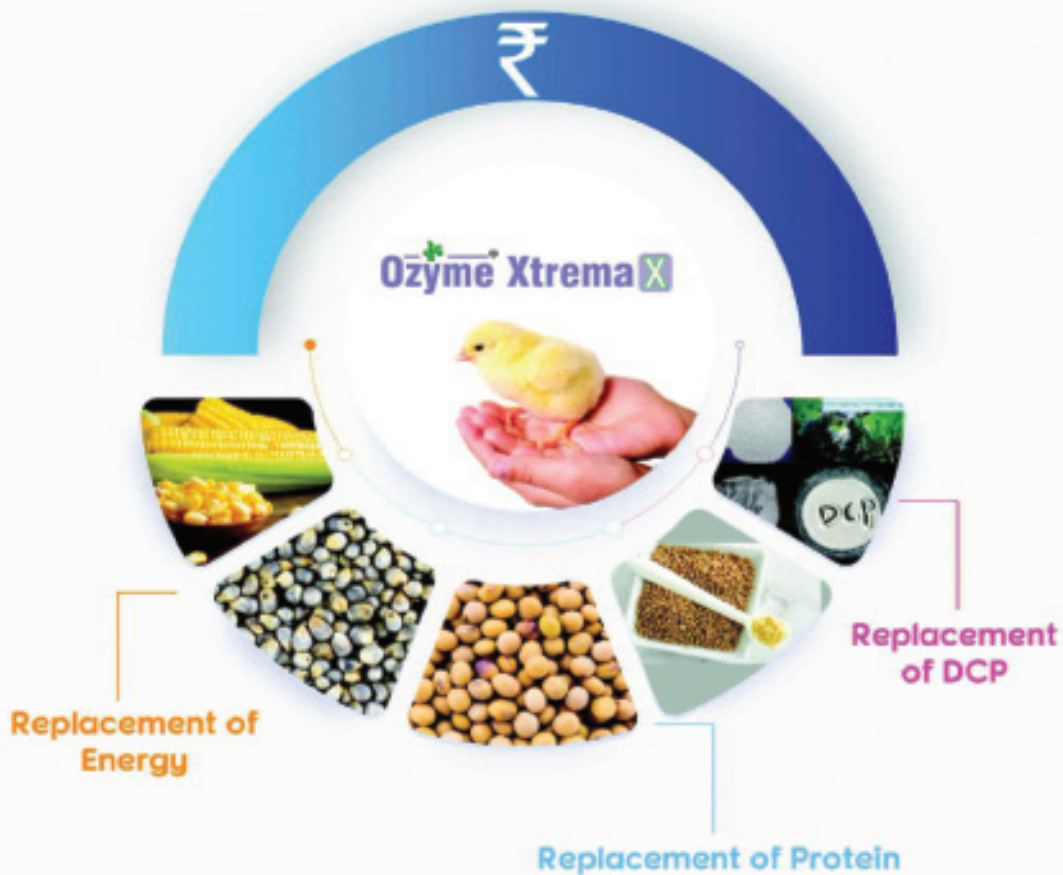 ₹
Ozyme Xtrema X
DCP
Replacement
of DCP
Replacement of
Energy
Replacement of Protein